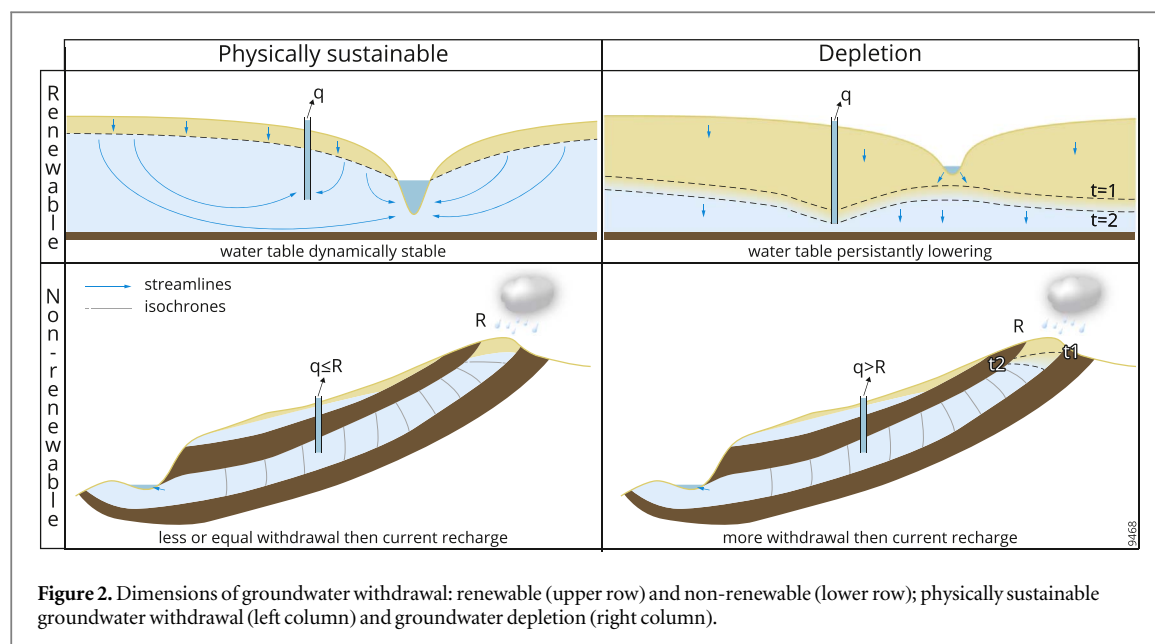 Physically sustainable
Depletion
Renewable
q
water table dynamically stable
q
t=1
t=2
water table persistantly lowering
Non-renewable
streamlines
isochrones
R
q≤R
less or equal withdrawal then current recharge
R
t1
t2
q>R
more withdrawal then current recharge
9468
Figure 2. Dimensions of groundwater withdrawal: renewable (upper row) and non-renewable (lower row); physically sustainable
groundwater withdrawal (left column) and groundwater depletion (right column).